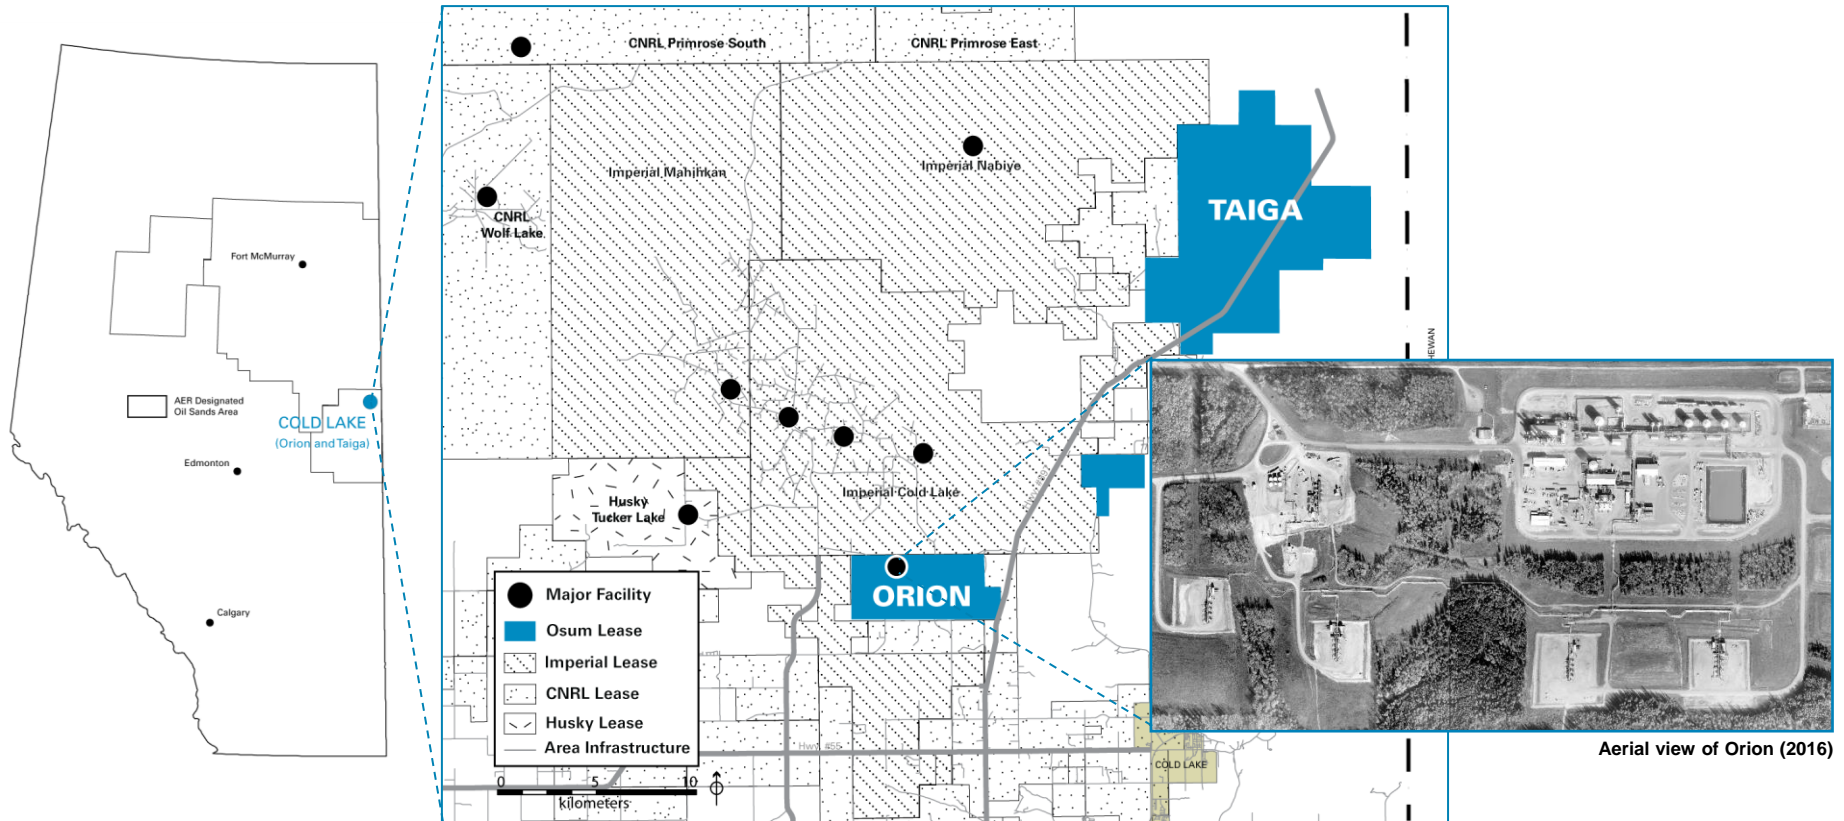 CNRL Primrose South
CNRL Primrose East
Imperial Mahihkan
Imperial Nabiye
TAIGA
CNRL
Wolf Lake
Fort McMurray
AER Designated
Oil Sands Area
COLD LAKE
(Orion and Taiga)
Edmonton
Calgary
HEWAN
Imperial Cold Lake
Husky
Tucker Lake
ORION
Major Facility
Osum Lease
Imperial Lease
CNRL Lease
Husky Lease
Area Infrastructure
0 5 10
kilometers
Hwy. #55
COLD LAKE
Aerial view of Orion (2016)